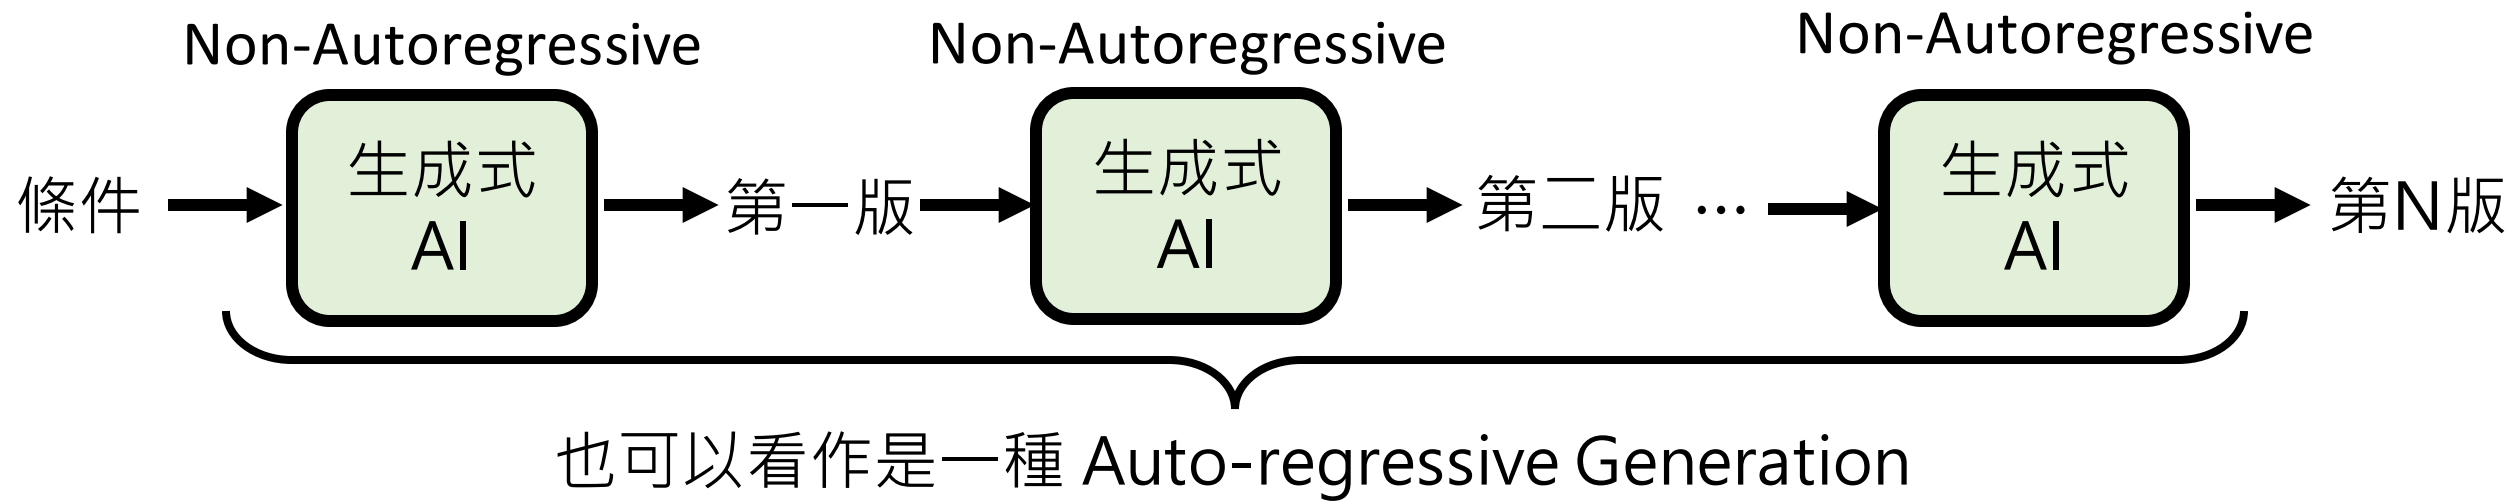 Non-Autoregressive
Non-Autoregressive
Non-Autoregressive
條件
生成式
AI
第一版
生成式
AI
第二版
...
生成式
AI
第N版
也可以看作是一種 Auto-regressive Generation